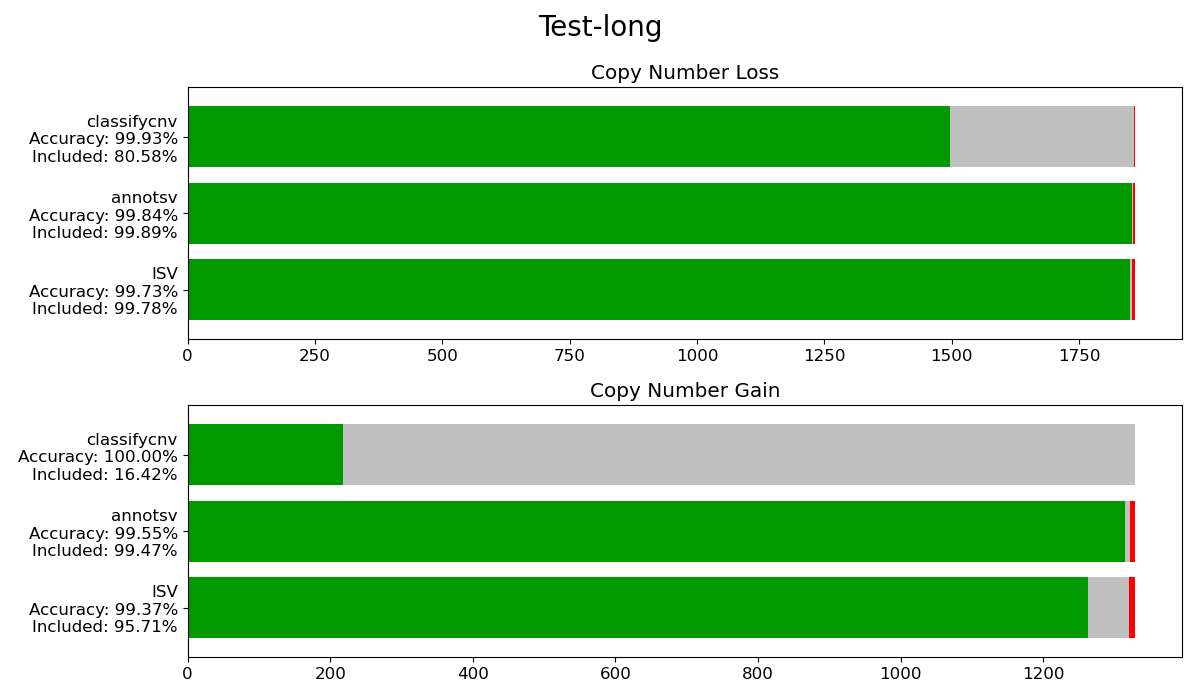 Test-long
Copy Number Loss
classifycnv
Accuracy: 99.93%
Included: 80.58%
annotsv
Accuracy: 99.84%
Included: 99.89%
ISV
Accuracy: 99.73%
Included: 99.78%
0 250 500 750 1000 1250 1500 1750
Copy Number Gain
classifycnv
Accuracy: 100.00%
Included: 16.42%
annotsv
Accuracy: 99.55%
Included: 99.47%
ISV
Accuracy: 99.37%
Included: 95.71%
0 200 400 600 800 1000 1200